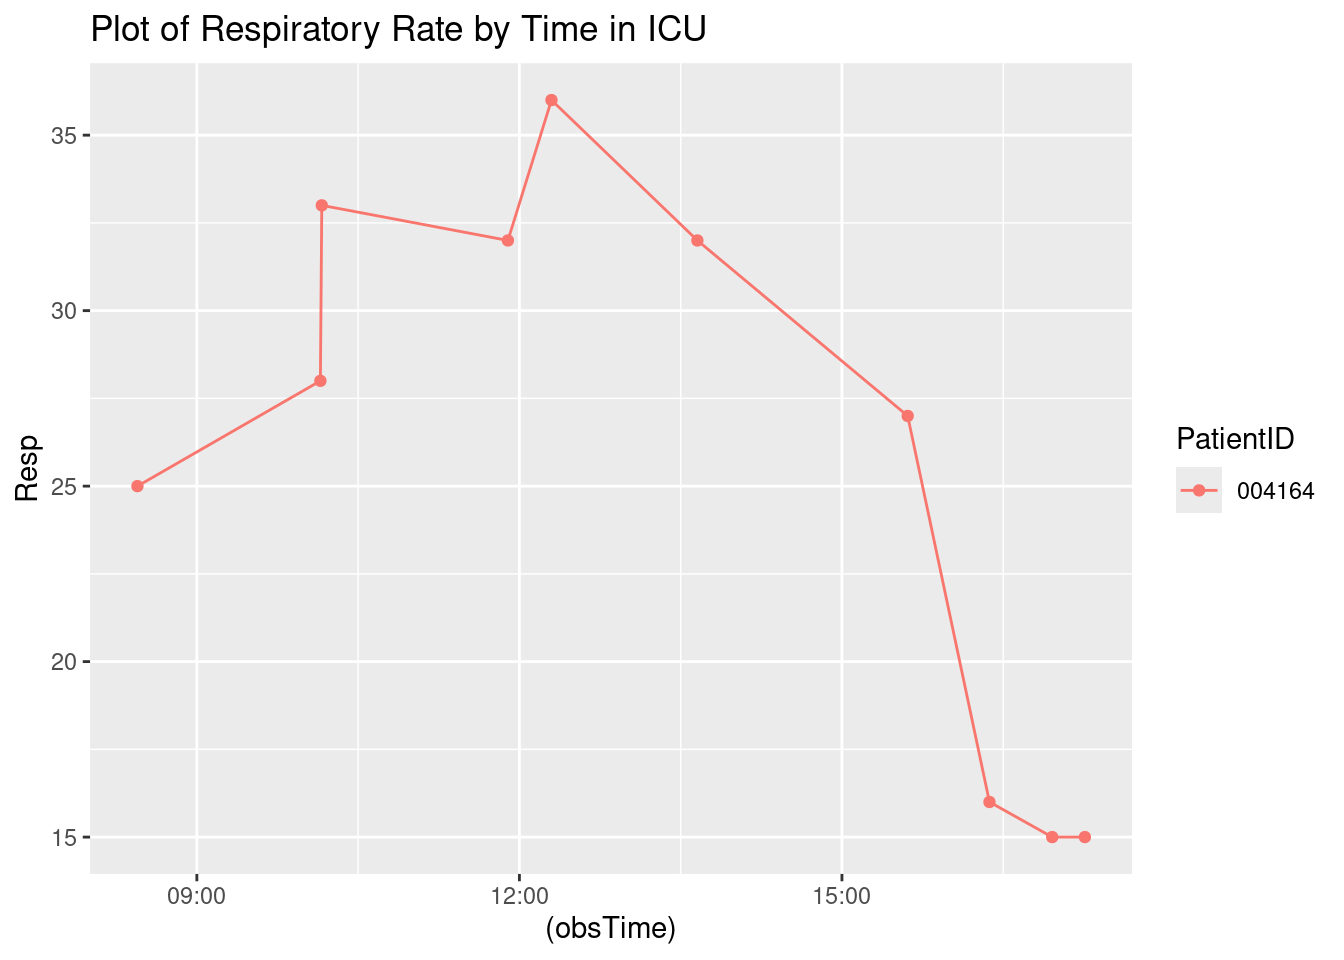 Plot of Respiratory Rate by Time in ICU
35
30
25
20
15
Resp
09:00 12:00 15:00
(obsTime)
PatientID
004164